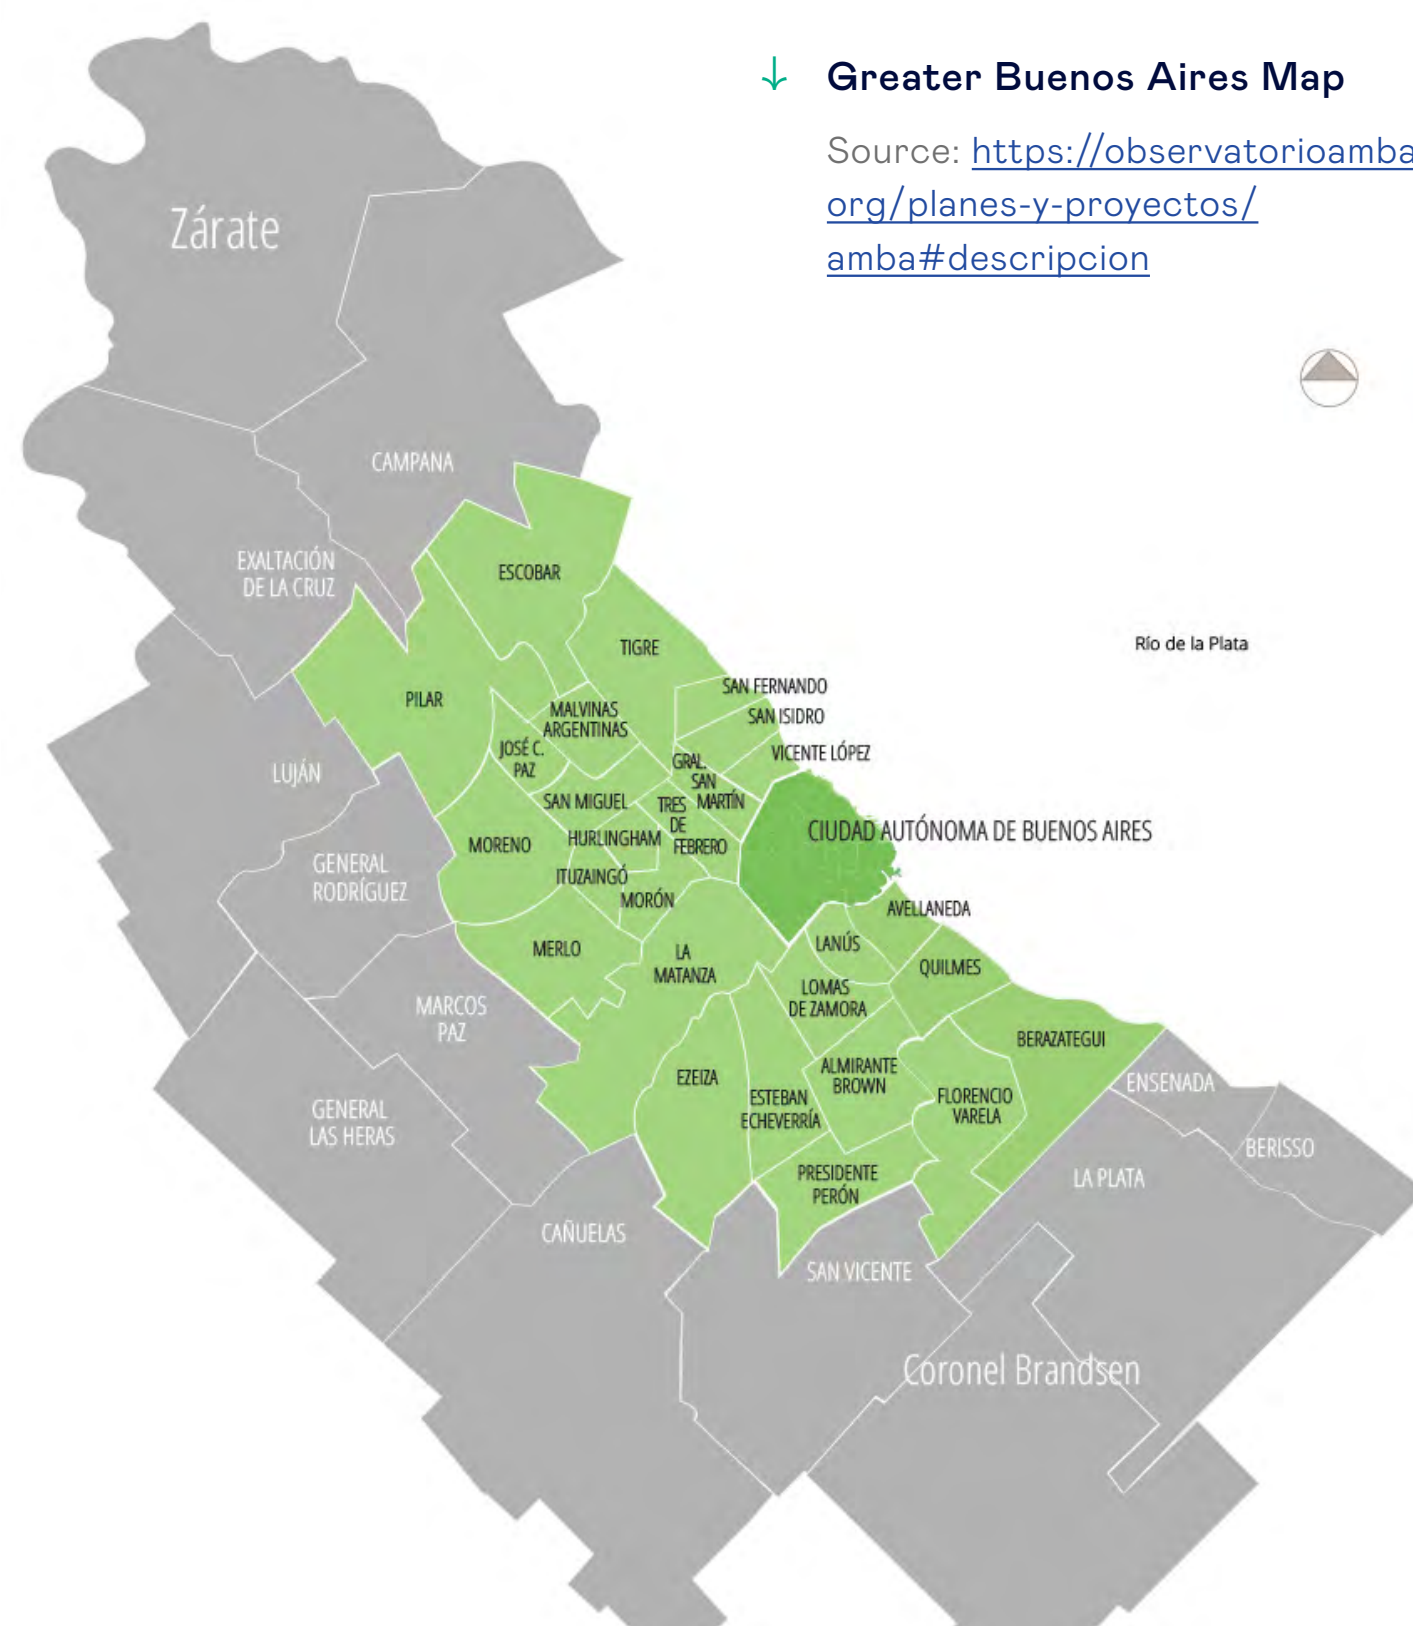 ↓ Greater Buenos Aires Map
Source: https://observatorioamba
org/planes-y-proyectos/
amba#descripcion
Zárate
CAMPANA
EXALTACIÓN
DE LA CRUZ
ESCOBAR
Río de la Plata
TIGRE
SAN FERNANDO
PILAR
MALVINAS
ARGENTINAS
SAN ISIDRO
JOSÉ C.
PAZ
VICENTE LÓPEZ
LUJÁN
GRAL.
SAN
MARTÍN
SAN MIGUEL
TRES
DE
FEBRERO
CIUDAD AUTÓNOMA DE BUENOS AIRES
HURLINGHAM
MORENO
GENERAL
RODRÍGUEZ
ITUZAINGÓ
MORÓN
AVELLANEDA
MERLO
LANÚS
LA
MATANZA
QUILMES
LOMAS
DE ZAMORA
MARCOS
PAZ
BERAZATEGUI
EZEIZA
ALMIRANTE
BROWN
ENSENADA
ESTEBAN
ECHEVERRÍA
FLORENCIO
VARELA
GENERAL
LAS HERAS
BERISSO
PRESIDENTE
PERÓN
LA PLATA
CAÑUELAS
SAN VICENTE
Coronel Brandsen